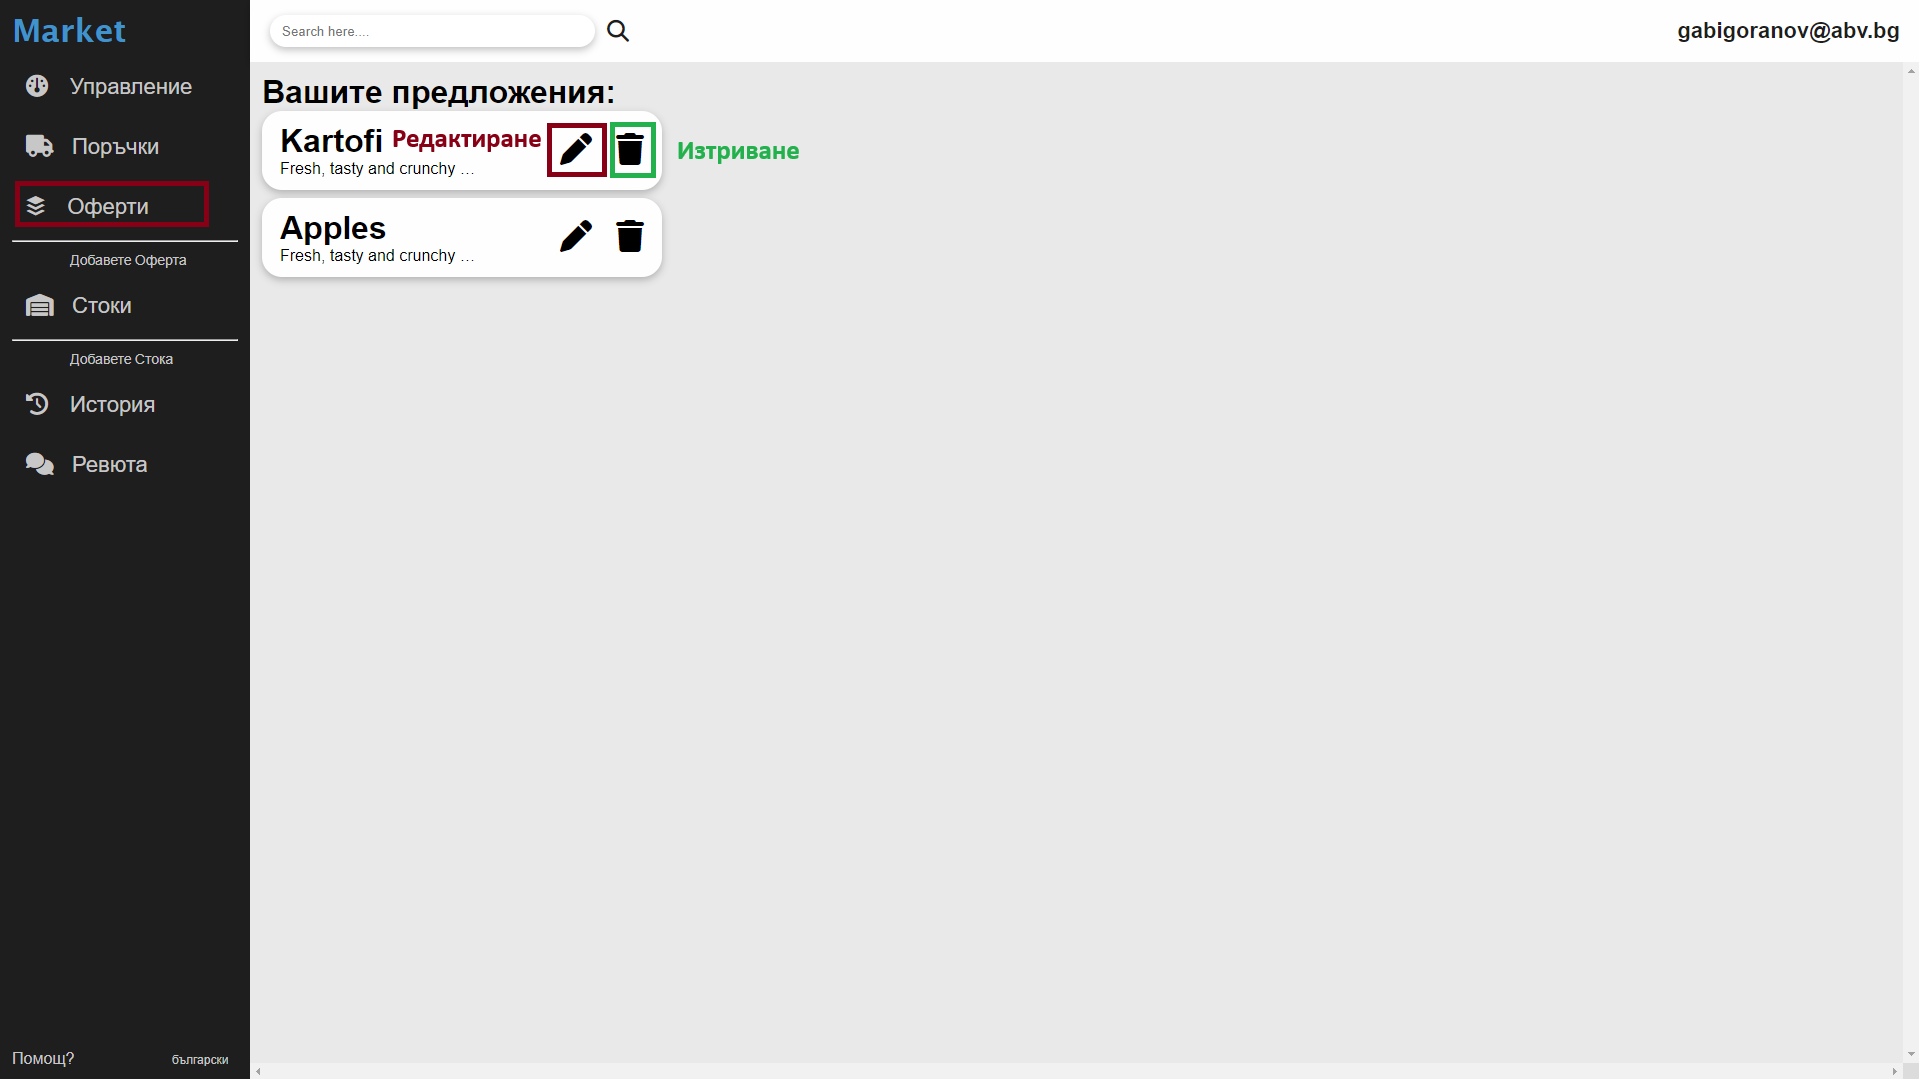 Market
Управление
Поръчки
Оферти
Добавете Оферта
Стоки
Добавете Стока
История
Ревюта
Помощ?
български
Search here....
gabigoranov@abv.bg
Вашите предложения:
Kartofi Редактиране
Fresh, tasty and crunchy …
Изтриване
Apples
Fresh, tasty and crunchy …